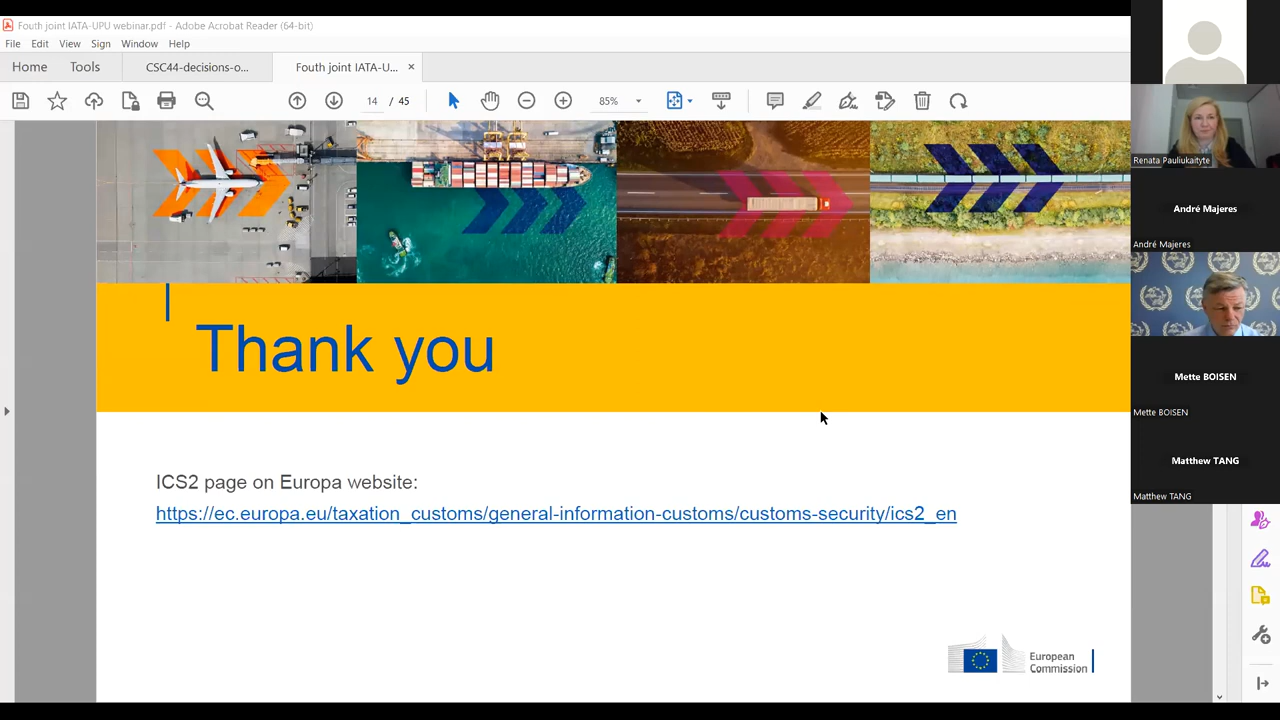 Fouth joint IATA-UPU webinar.pdf - Adobe Acrobat Reader (64-bit)
File Edit View Sign Window Help
Home Tools CSC44-decisions-o... Fouth joint IATA-U... ×
14 / 45 85%
Thank you
ICS2 page on Europa website:
https://ec.europa.eu/taxation_customs/general-information-customs/customs-security/ics2_en
European
Commission
Renata Pauliukaityte
André Majeres
André Majeres
Mette BOISEN
Mette BOISEN
Matthew TANG
Matthew TANG